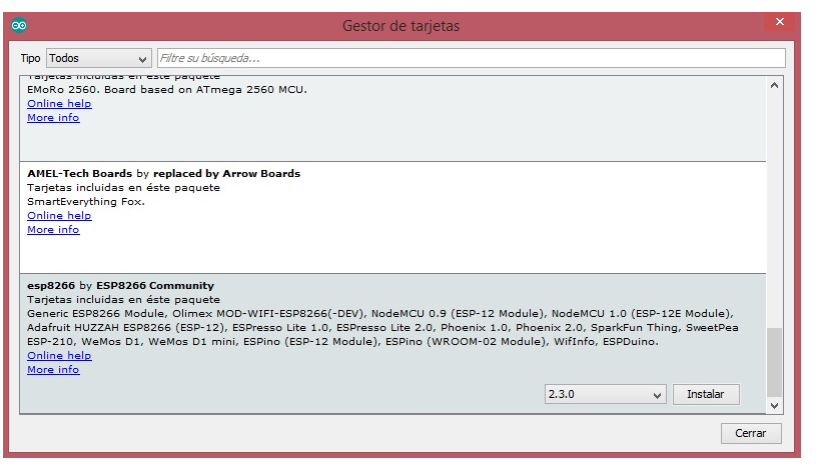 Gestor de tarjetas
Tipo Todos Filtre su búsqueda...
Tarjetas incluidas en éste paquete
EMoRo 2560. Board based on ATmega 2560 MCU.
Online help
More info
AMEL-Tech Boards by replaced by Arrow Boards
Tarjetas incluidas en éste paquete
SmartEverything Fox.
Online help
More info
esp8266 by ESP8266 Community
Tarjetas incluidas en éste paquete
Generic ESP8266 Module, Olimex MOD-WIFI-ESP8266(-DEV), NodeMCU 0.9 (ESP-12 Module), NodeMCU 1.0 (ESP-12E Module),
Adafruit HUZZAH ESP8266 (ESP-12), ESPresso Lite 1.0, ESPresso Lite 2.0, Phoenix 1.0, Phoenix 2.0, SparkFun Thing, SweetPea
ESP-210, WeMos D1, WeMos D1 mini, ESPino (ESP-12 Module), ESPino (WROOM-02 Module), WifInfo, ESPDuino.
Online help
More info
2.3.0 Instalar
Cerrar